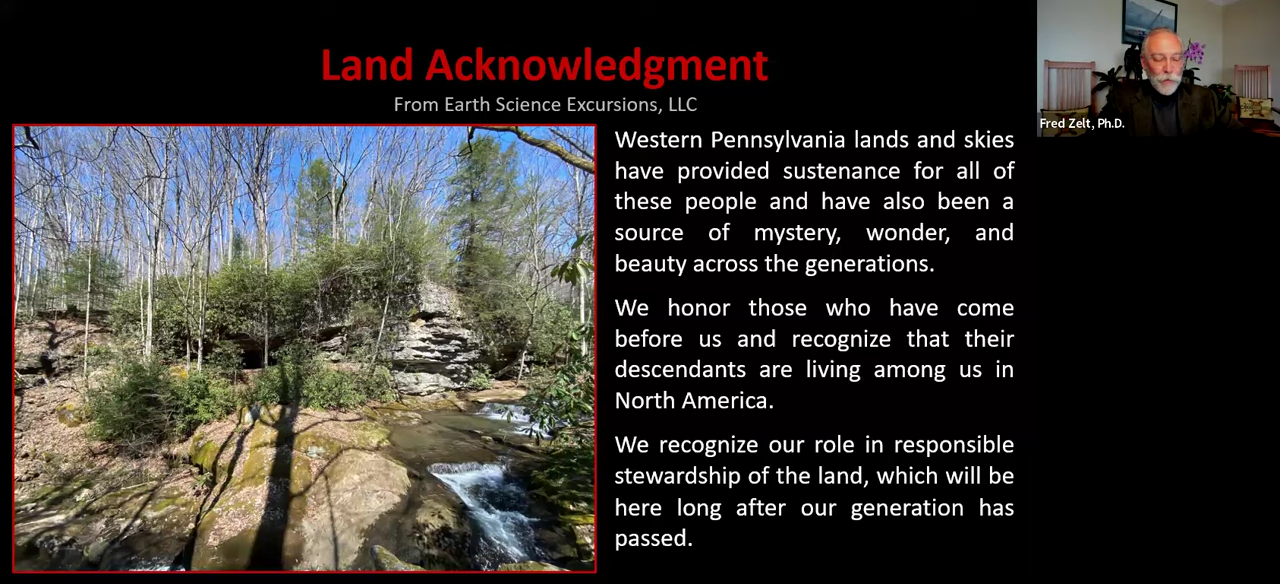 Land Acknowledgment
From Earth Science Excursions, LLC
Western Pennsylvania lands and skies
have provided sustenance for all of
these people and have also been a
source of mystery, wonder, and
beauty across the generations.
We honor those who have come
before us and recognize that their
descendants are living among us in
North America.
We recognize our role in responsible
stewardship of the land, which will be
here long after our generation has
passed.
Fred Zelt, Ph.D.